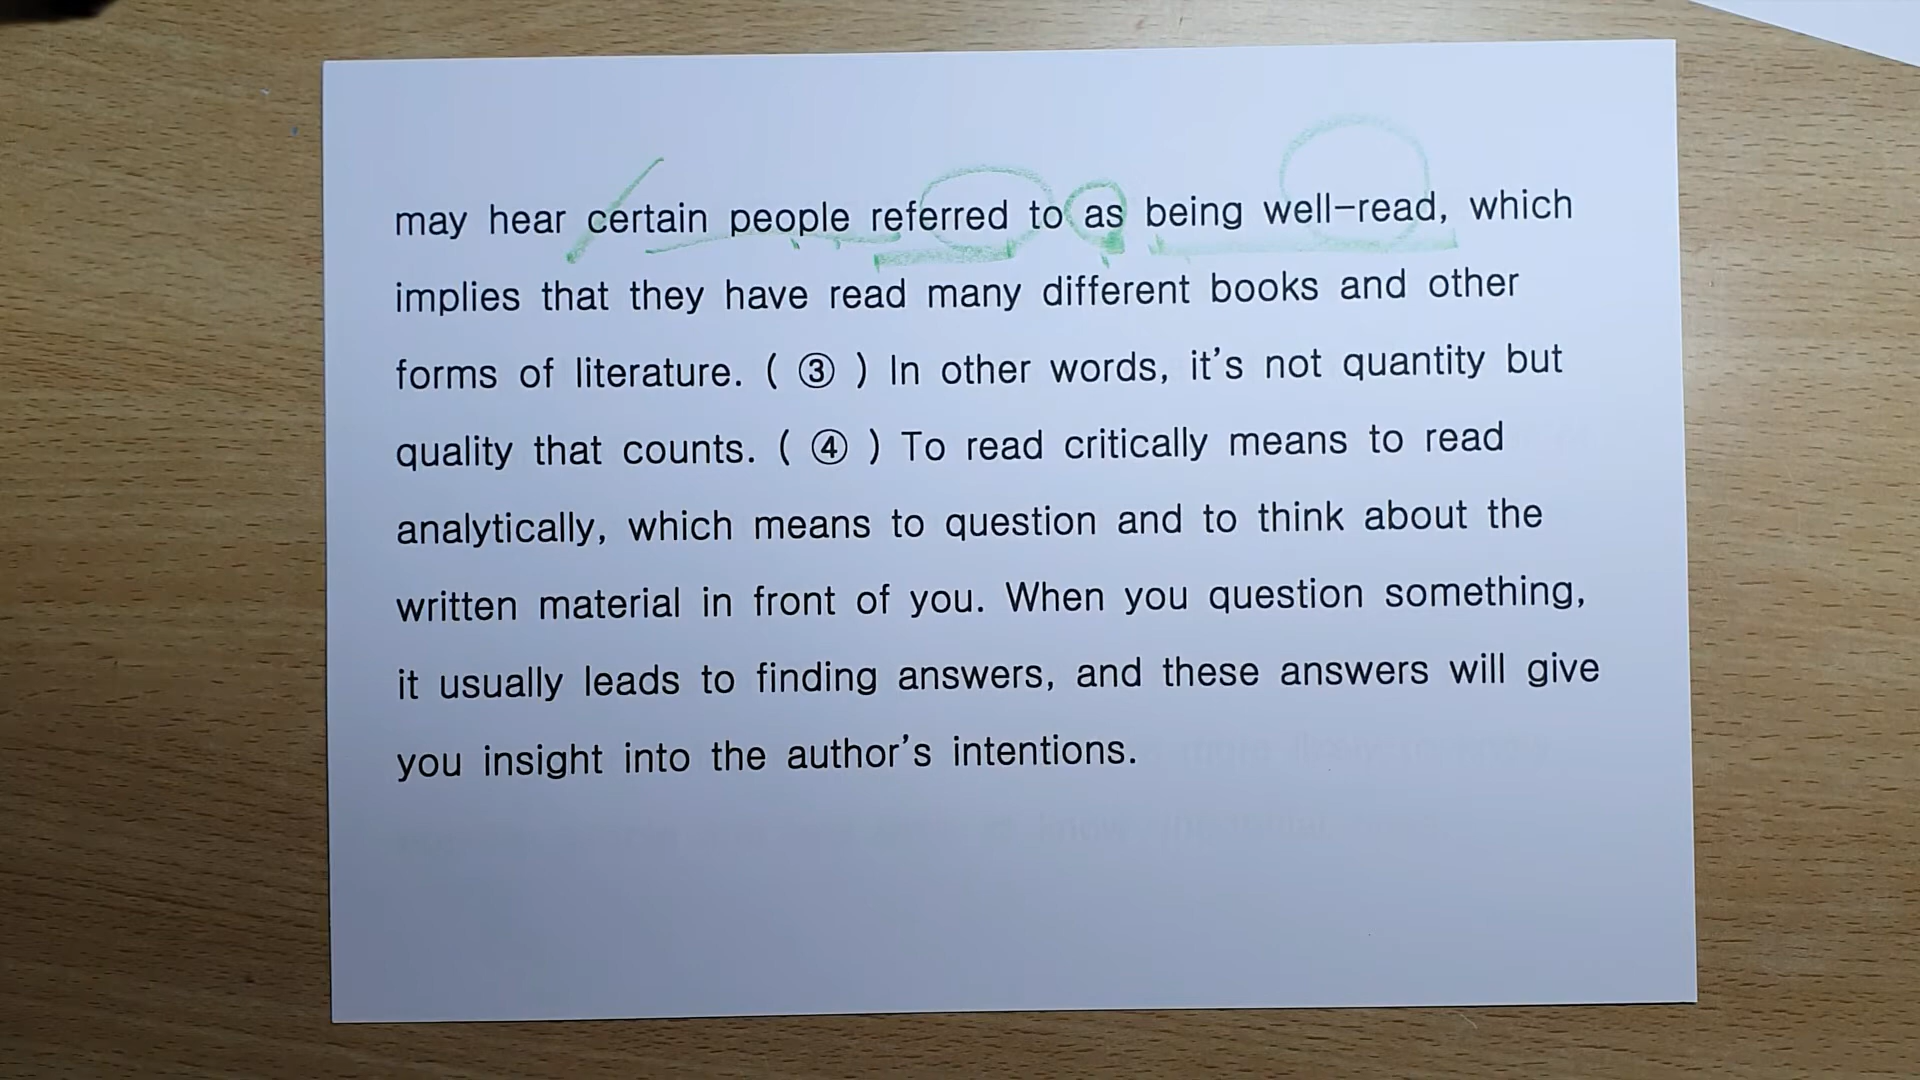 may hear certain people referred to as being well-read, which
implies that they have read many different books and other
forms of literature. ( ③ ) In other words, it's not quantity but
quality that counts. ( ④ ) To read critically means to read
analytically, which means to question and to think about the
written material in front of you. When you question something,
it usually leads to finding answers, and these answers will give
you insight into the author's intentions.